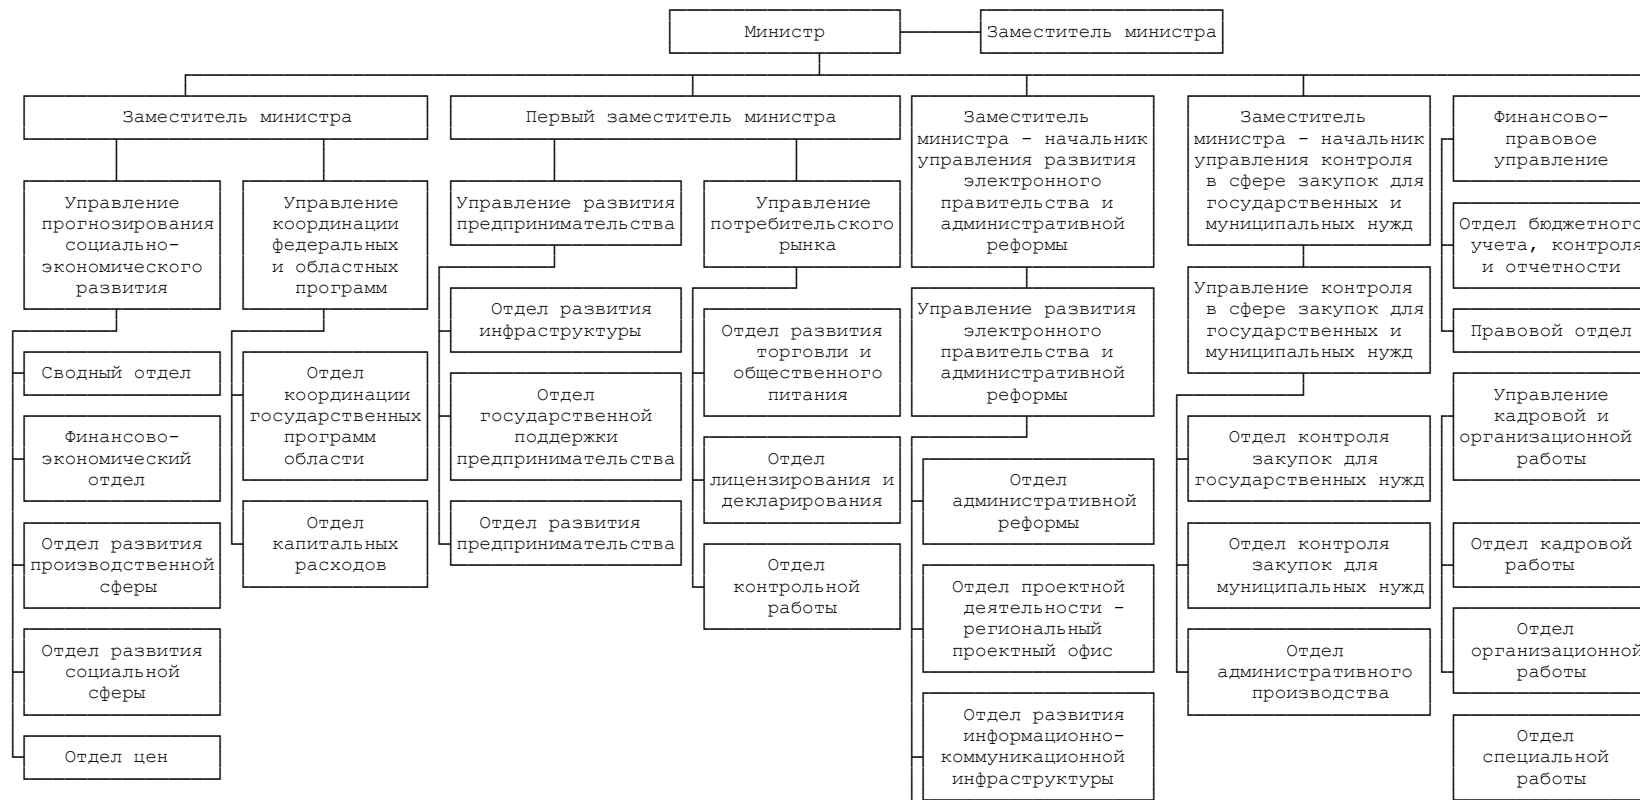 Министр
Заместитель министра
Заместитель министра
Управление
прогнозирования
социально-
экономического
развития
Сводный отдел
Финансово-
экономический
отдел
Отдел развития
производственной
сферы
Отдел развития
социальной
сферы
Отдел цен
Управление
координации
федеральных
и областных
программ
Отдел
координации
государственных
программ
области
Отдел
капитальных
расходов
Первый заместитель министра
Управление развития
предпринимательства
Отдел развития
инфраструктуры
Отдел
государственной
поддержки
предпринимательства
Отдел развития
предпринимательства
Управление
потребительского
рынка
Отдел развития
торговли и
общественного
питания
Отдел
лицензирования и
декларирования
Отдел
контрольной
работы
Заместитель
министра - начальник
управления развития
электронного
правительства и
административной
реформы
Управление развития
электронного
правительства и
административной
реформы
Отдел
административной
реформы
Отдел проектной
деятельности -
региональный
проектный офис
Отдел развития
информационно-
коммуникационной
инфраструктуры
Заместитель
министра - начальник
управления контроля
в сфере закупок для
государственных и
муниципальных нужд
Управление контроля
в сфере закупок для
государственных и
муниципальных нужд
Отдел контроля
закупок для
государственных нужд
Отдел контроля
закупок для
муниципальных нужд
Отдел
административного
производства
Финансово-
правовое
управление
Отдел бюджетного
учета, контроля
и отчетности
Правовой отдел
Управление
кадровой и
организационной
работы
Отдел кадровой
работы
Отдел
организационной
работы
Отдел
специальной
работы